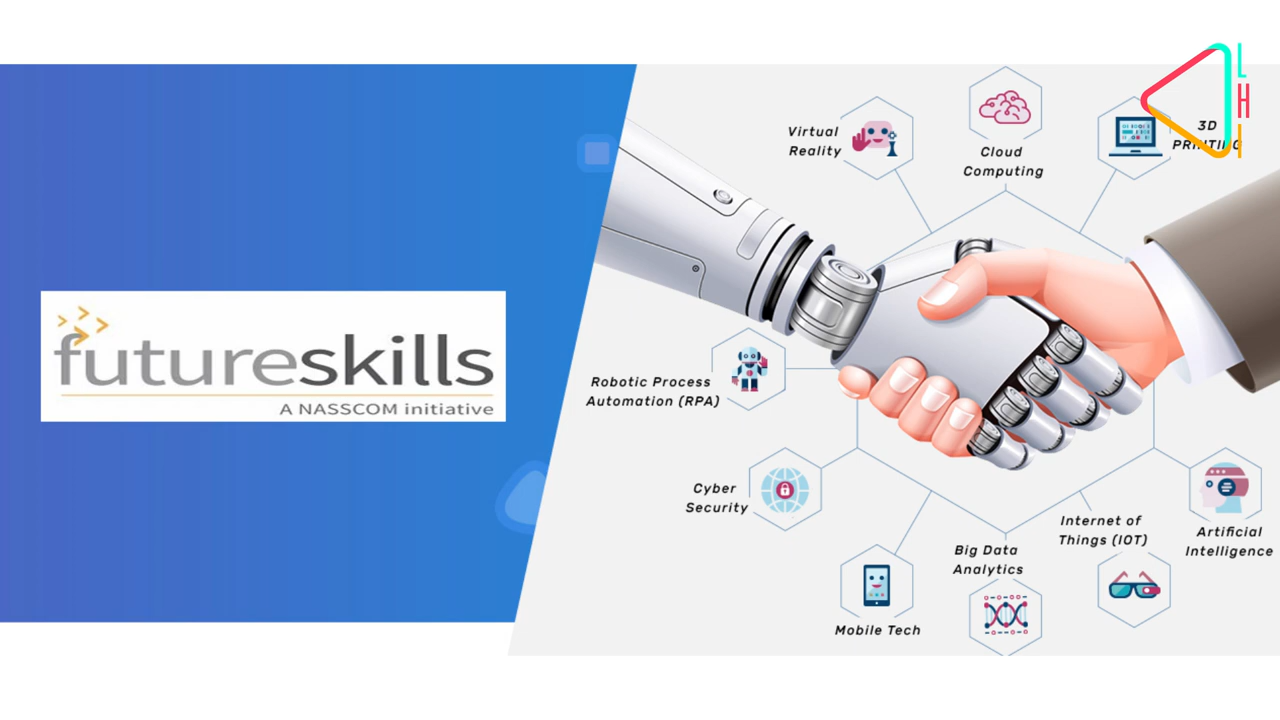 futureskills
A NASSCOM initiative
Virtual
Reality
Cloud
Computing
3D
PRINTING
L
H
I
Robotic Process
Automation (RPA)
Cyber
Security
Mobile Tech
Big Data
Analytics
Internet of
Things (IOT)
Artificial
Intelligence